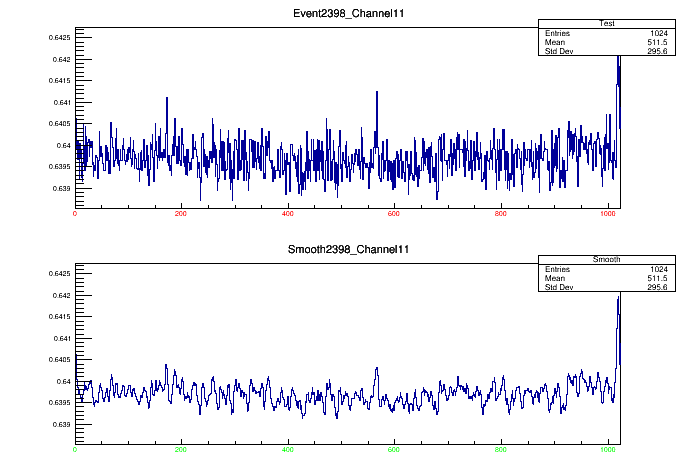 Event2398_Channel11
Test
Entries 1024
Mean 511.5
Std Dev 295.6
0.6425
0.642
0.6415
0.641
0.6405
0.64
0.6395
0.639
0 200 400 600 800 1000
Smooth2398_Channel11
Smooth
Entries 1024
Mean 511.5
Std Dev 295.6
0.6425
0.642
0.6415
0.641
0.6405
0.64
0.6395
0.639
0 200 400 600 800 1000